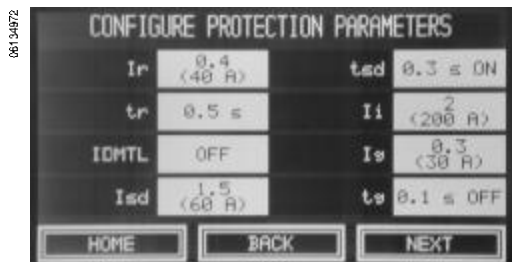 06134972
CONFIGURE PROTECTION PARAMETERS
Ir 0.4 (40 A) tsd 0.3 s ON
tr 0.5 s Ii 2 (200 A)
IDMTL OFF Ig 0.3 (30 A)
Isd 1.5 (60 A) tg 0.1 s OFF
HOME BACK NEXT